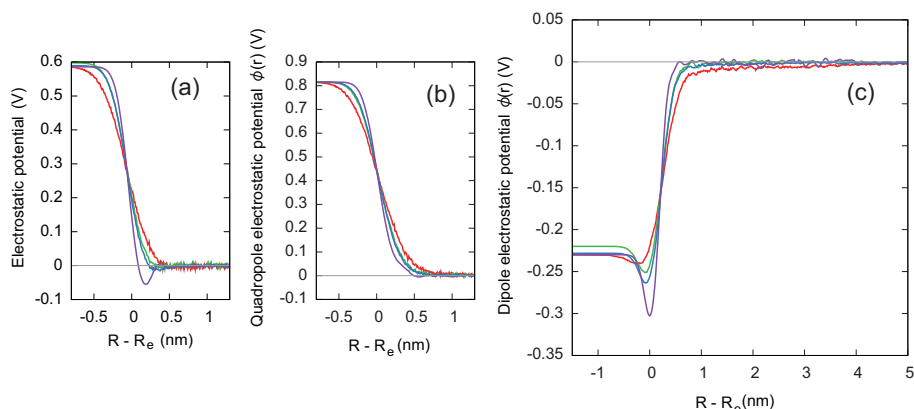 Electrostatic potential (V)
0.6
0.5
0.4
0.3
0.2
0.1
0
-0.1
(a)
-0.5 0 0.5 1
R - Re (nm)
Quadropole electrostatic potential ϕ(r) (V)
0.9
0.8
0.7
0.6
0.5
0.4
0.3
0.2
0.1
0
0.1
(b)
-0.5 0 0.5 1
R - Re (nm)
Dipole electrostatic potential ϕ(r) (V)
0.05
0
-0.05
-0.1
-0.15
-0.2
-0.25
-0.3
-0.35
(c)
-1 0 1 2 3 4 5
R - Re(nm)